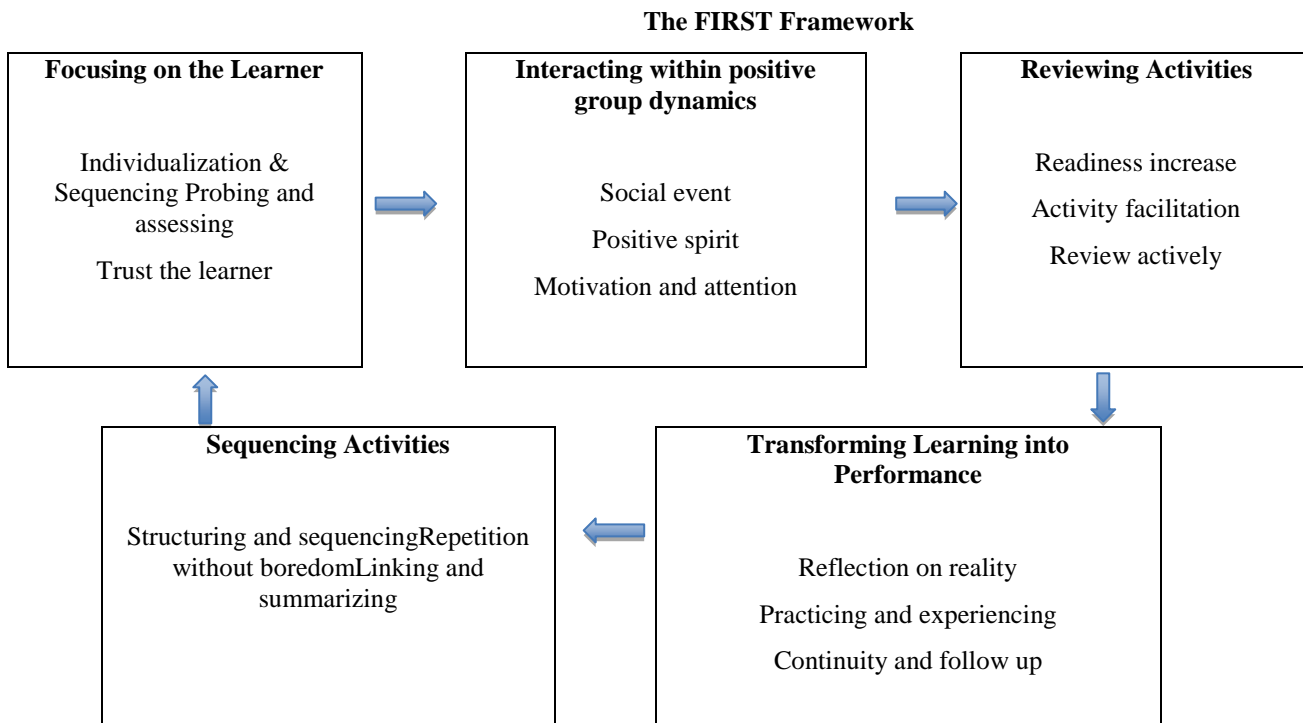 The FIRST Framework
Focusing on the Learner
Individualization &
Sequencing Probing and
assessing
Trust the learner
Interacting within positive
group dynamics
Social event
Positive spirit
Motivation and attention
Reviewing Activities
Readiness increase
Activity facilitation
Review actively
Sequencing Activities
Structuring and sequencingRepetition
without boredomLinking and
summarizing
Transforming Learning into
Performance
Reflection on reality
Practicing and experiencing
Continuity and follow up